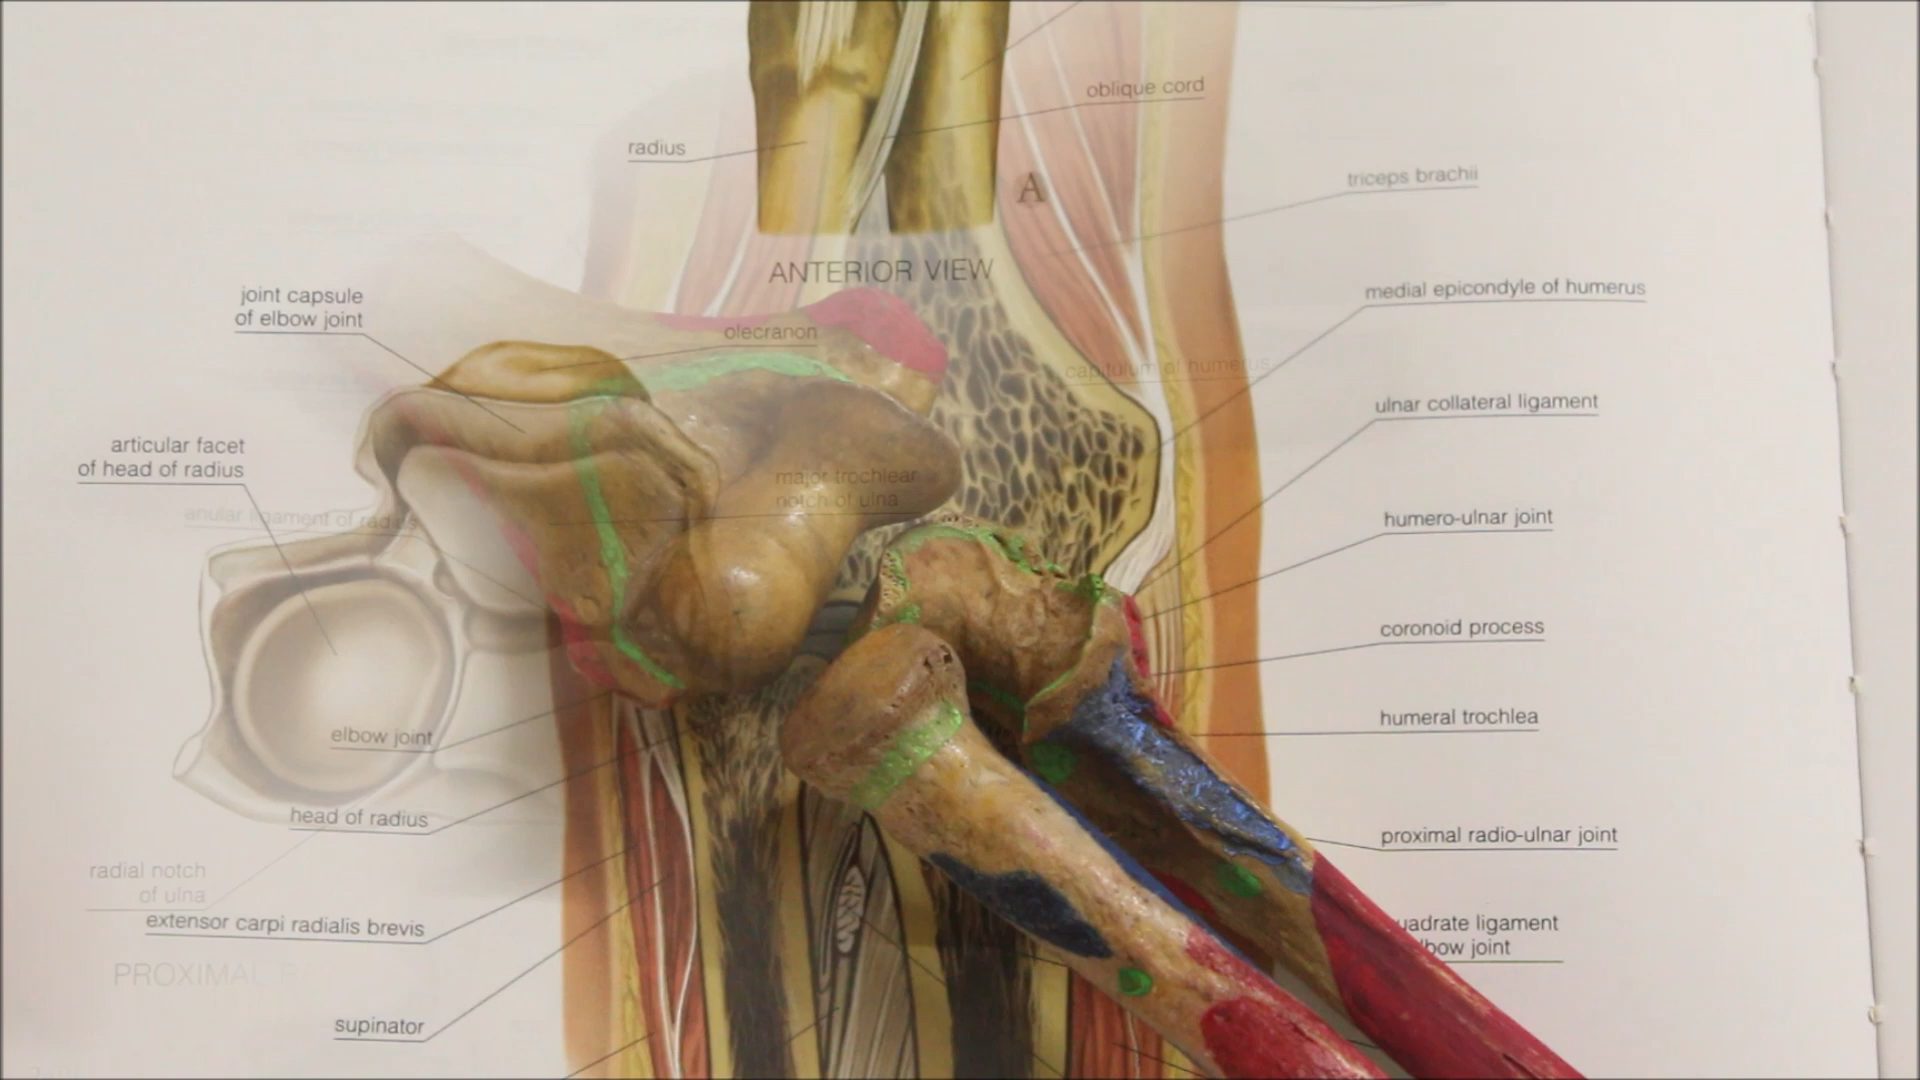 oblique cord
radius
triceps brachii
A
ANTERIOR VIEW
medial epicondyle of humerus
joint capsule
of elbow joint
olecranon
capitulum of humerus
ulnar collateral ligament
articular facet
of head of radius
major trochlear
notch of ulna
anular ligament of radius
humero-ulnar joint
coronoid process
humeral trochlea
elbow joint
head of radius
proximal radio-ulnar joint
radial notch
of ulna
extensor carpi radialis brevis
ligament
joint
PROXIMAL
supinator